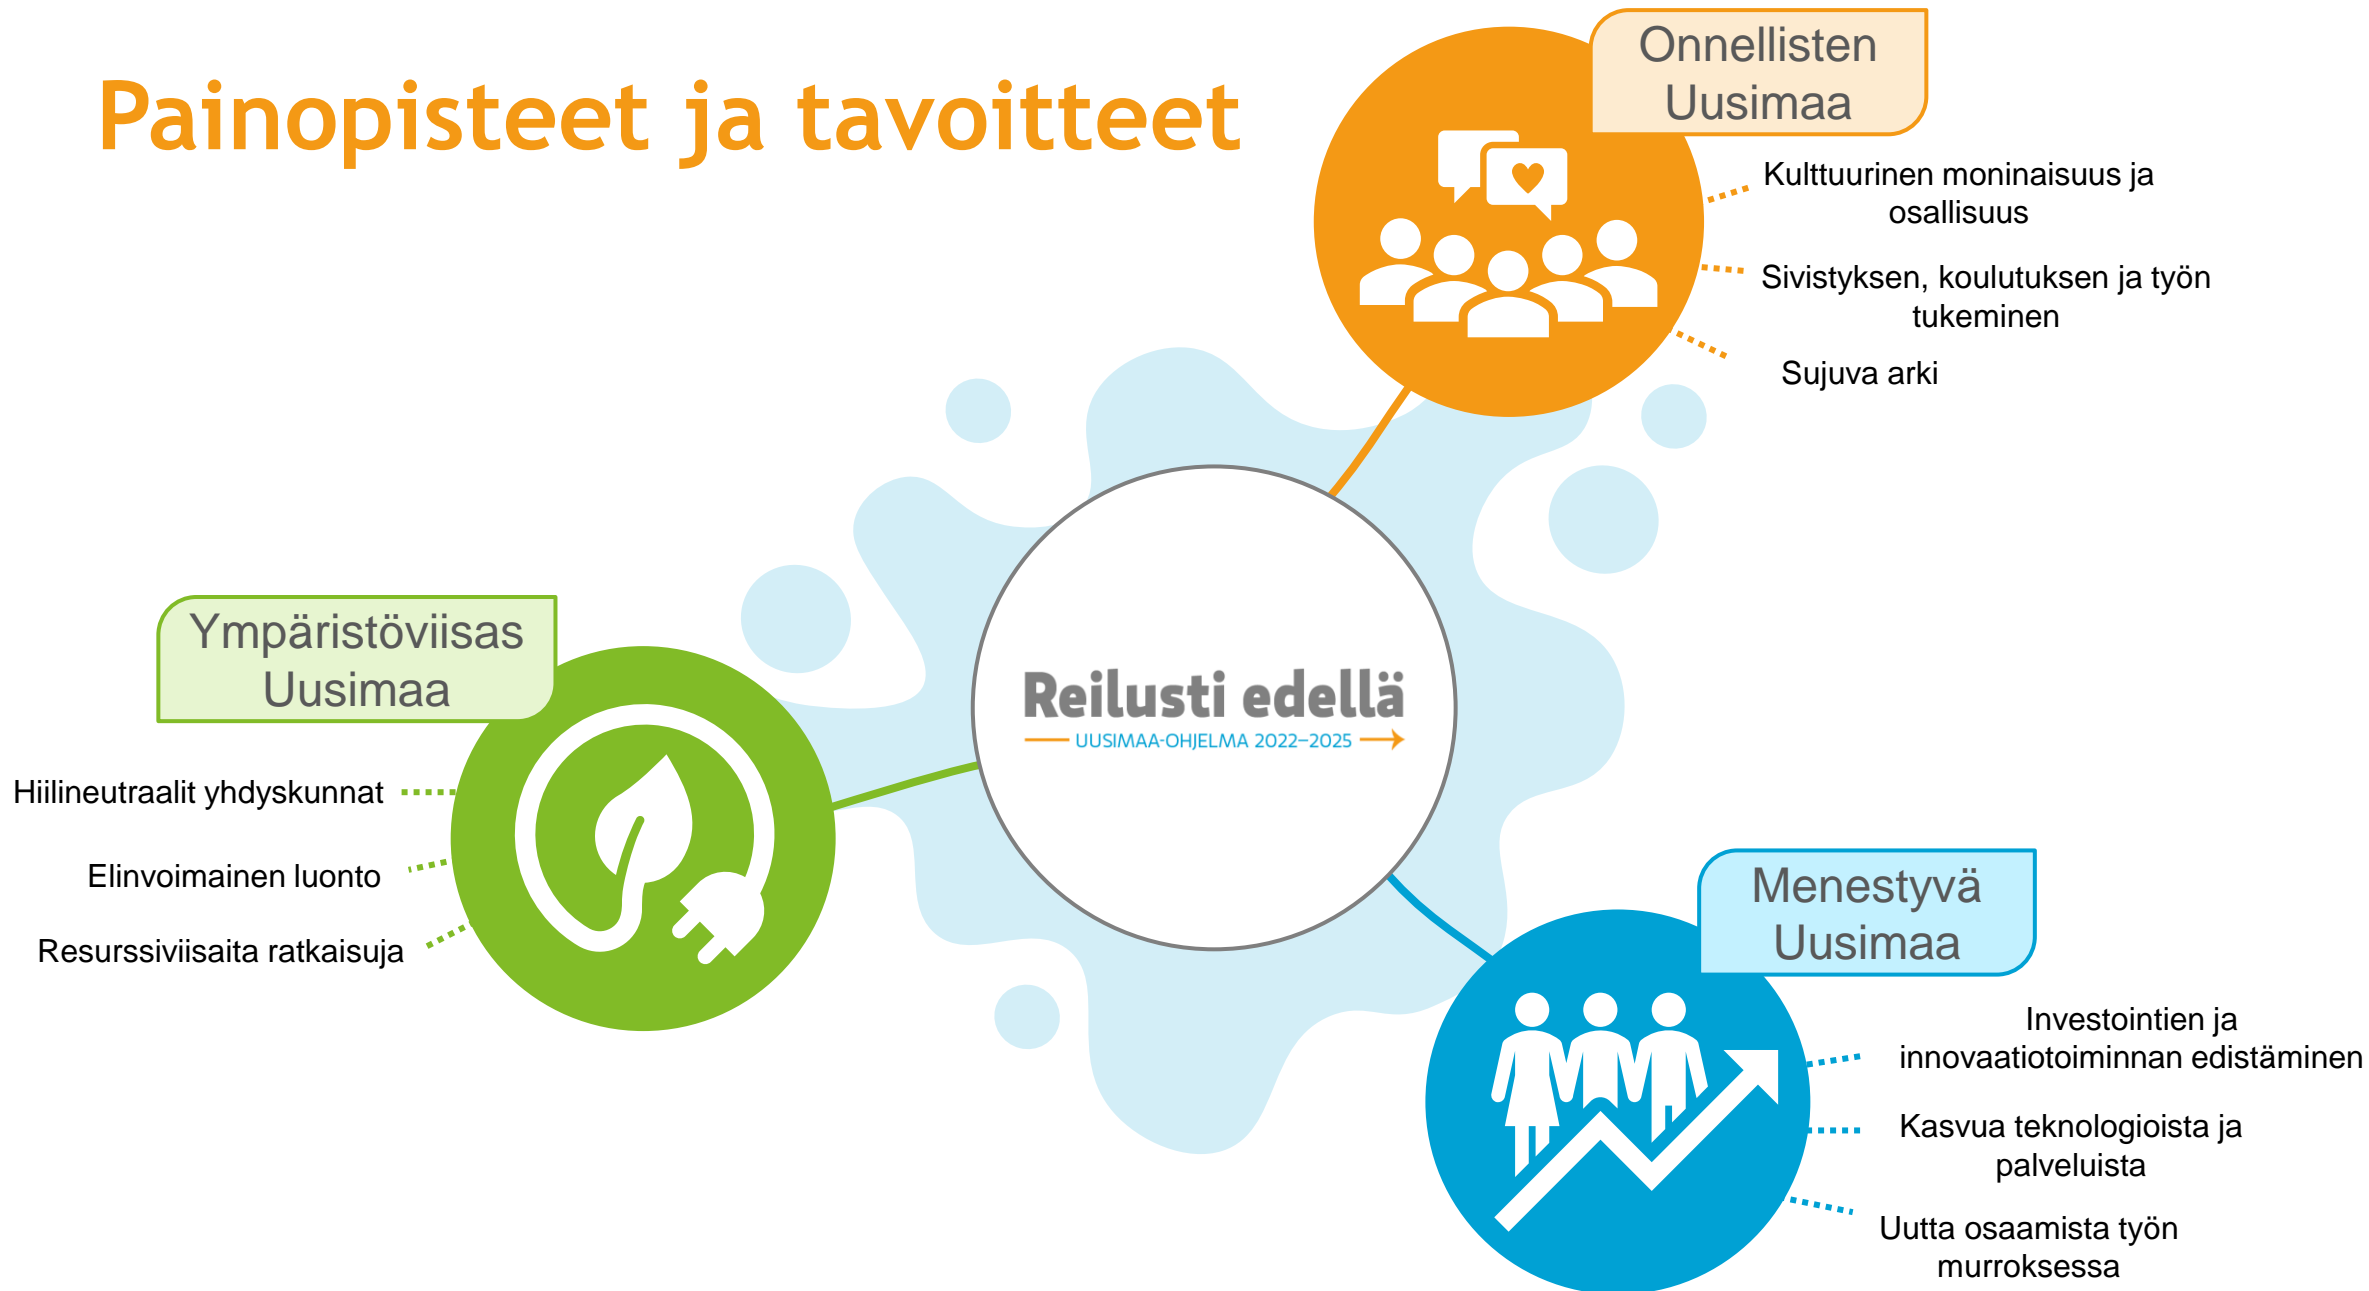 Painopisteet ja tavoitteet
Onnellisten
Uusimaa
Kulttuurinen moninaisuus ja
osallisuus
Sivistyksen, koulutuksen ja työn
tukeminen
Sujuva arki
Ympäristöviisas
Uusimaa
Hiilineutraalit yhdyskunnat
Elinvoimainen luonto
Resurssiviisaita ratkaisuja
Reilusti edellä
UUSIMAA-OHJELMA 2022–2025
Menestyvä
Uusimaa
Investointien ja
innovaatiotoiminnan edistäminen
Kasvua teknologioista ja
palveluista
Uutta osaamista työn
murroksessa